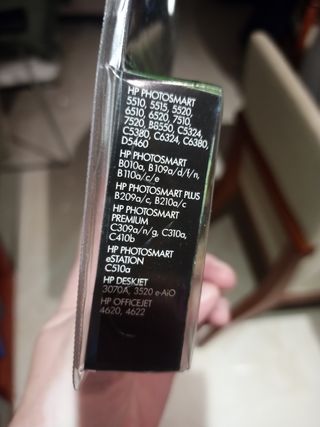 HP PHOTOSMART
5510, 5515, 5520,
6510, 6520, 7510,
7520, B8550, C5324,
C5380, C6324, C6380,
D5460
HP PHOTOSMART
B010a, B109a/d/f/n,
B110a/c/e
HP PHOTOSMART PLUS
B209a/c, B210a/c
HP PHOTOSMART
PREMIUM
C309a/n/g, C310a,
C410b
HP PHOTOSMART
eSTATION
C510a
HP DESKJET
3070A, 3520 e-AiO
HP OFFICEJET
4620, 4622